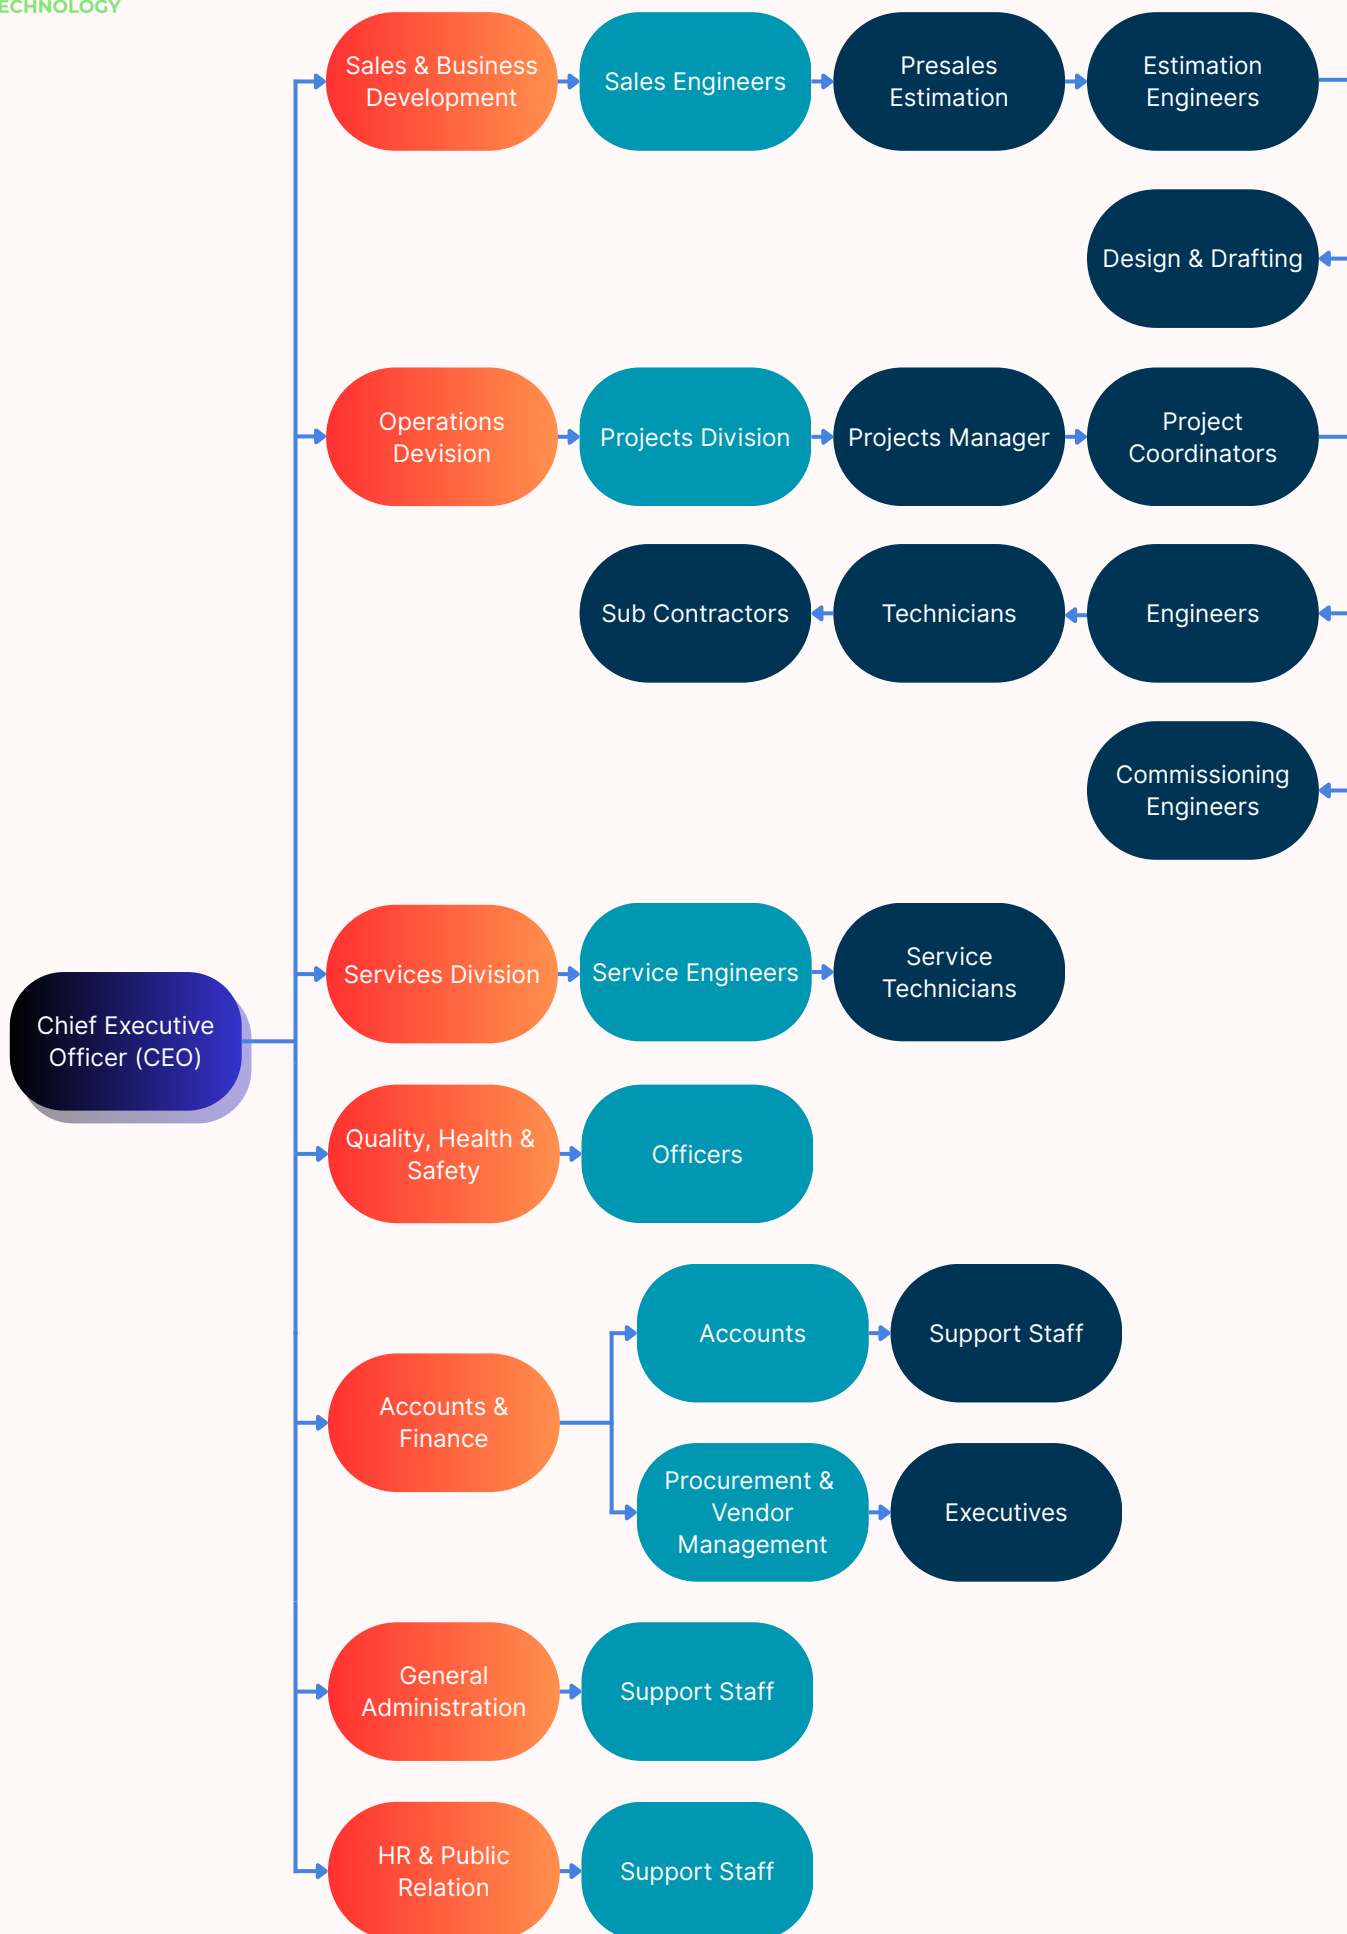 ECHNOLOGY
Sales & Business
Development
Sales Engineers
Presales
Estimation
Estimation
Engineers
Design & Drafting
Operations
Devision
Projects Division
Projects Manager
Project
Coordinators
Sub Contractors
Technicians
Engineers
Commissioning
Engineers
Services Division
Service Engineers
Service
Technicians
Chief Executive
Officer (CEO)
Quality, Health &
Safety
Officers
Accounts &
Finance
Accounts
Support Staff
Procurement &
Vendor
Management
Executives
General
Administration
Support Staff
HR & Public
Relation
Support Staff